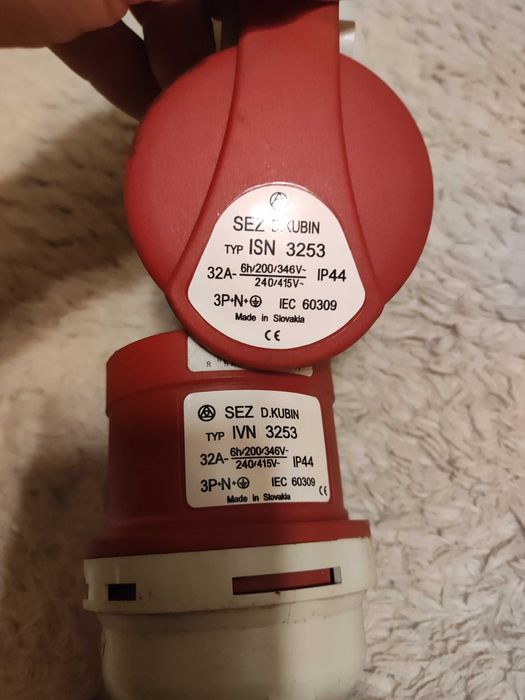 SEZ D.KUBIN
TYP ISN 3253
32A- 6h/200/346V~ IP44
240/415V~
3P+N+⏚ IEC 60309
Made in Slovakia
CE
SEZ D.KUBIN
TYP IVN 3253
32A- 6h/200/346V~ IP44
240/415V~
3P+N+⏚ IEC 60309
Made in Slovakia CE